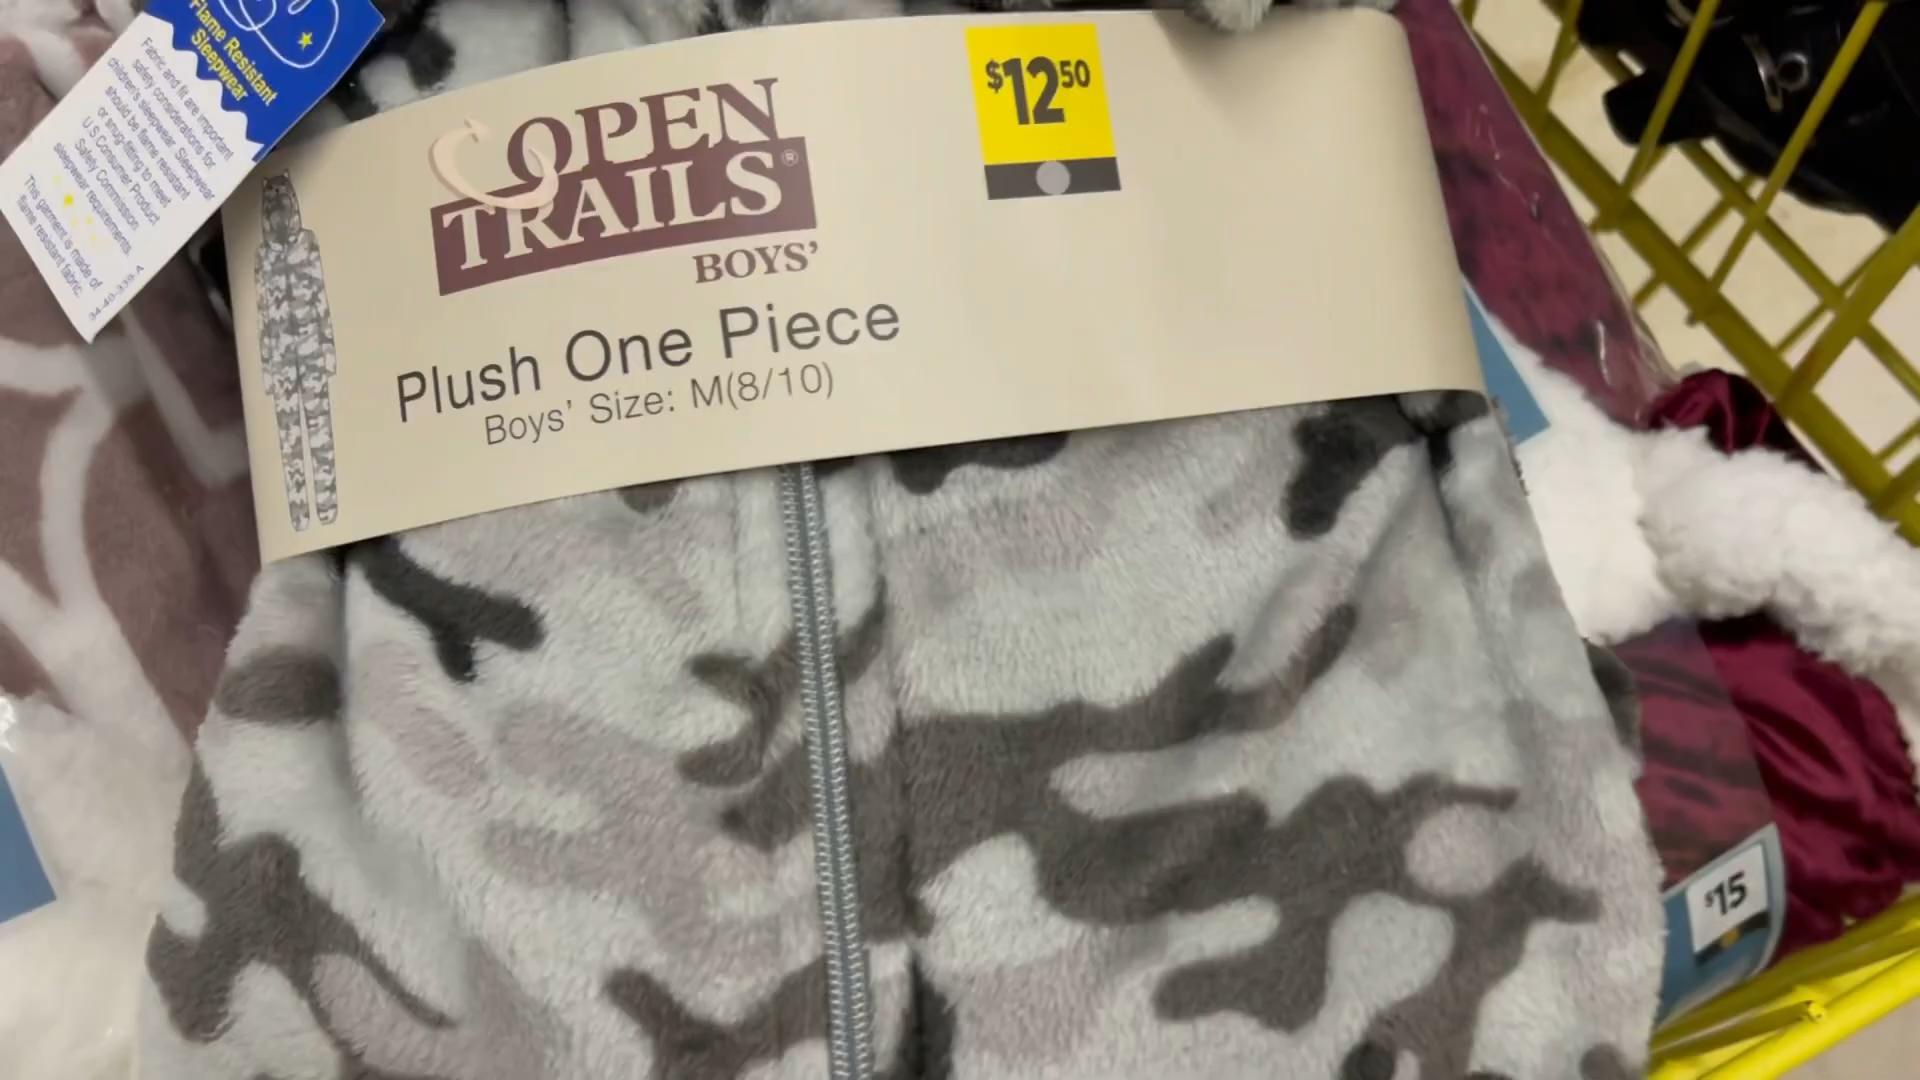 Flame Resistant
Sleepwear
Fabric and fit are important
safety considerations for
children's sleepwear. Sleepwear
should be flame resistant
or snug-fitting to meet
U S Consumer Product
Safety Commission
sleepwear requirements.
This garment is made of
flame resistant fabric.
OPEN
TRAILS®
BOYS'
$12 50
Plush One Piece
Boys' Size: M(8/10)
$15